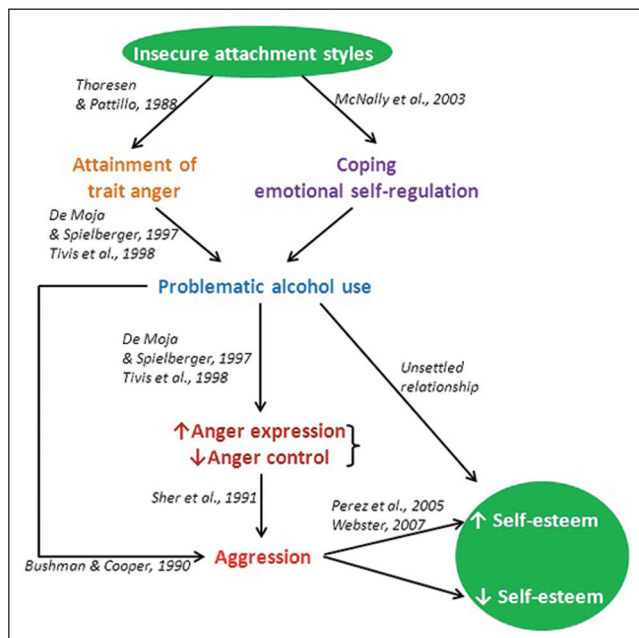 Insecure attachment styles
Thoresen
& Pattillo, 1988
McNally et al., 2003
Attainment of
trait anger
Coping
emotional self-regulation
De Moja
& Spielberger, 1997
Tivis et al., 1998
Problematic alcohol use
De Moja
& Spielberger, 1997
Tivis et al., 1998
Unsettled
relationship
↑Anger expression
↓Anger control
Sher et al., 1991
Perez et al., 2005
Webster, 2007
↑ Self-esteem
Bushman & Cooper, 1990
Aggression
↓ Self-esteem